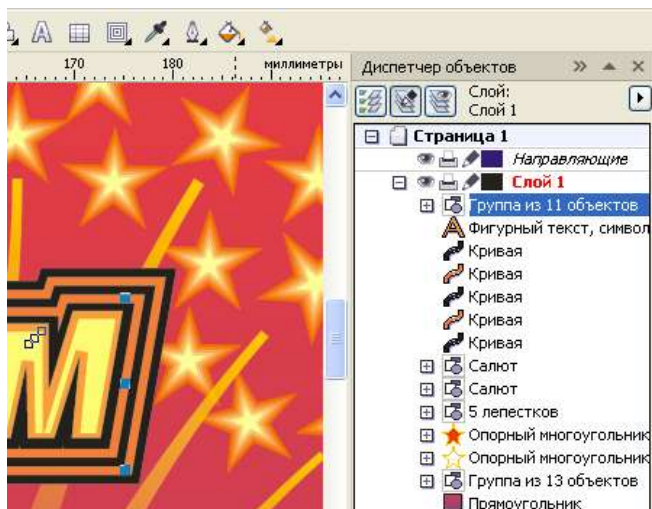 170 180 миллиметры
Диспетчер объектов
Слой:
Слой 1
Страница 1
Направляющие
Слой 1
Группа из 11 объектов
Фигурный текст, символ
Кривая
Кривая
Кривая
Кривая
Кривая
Салют
Салют
5 лепестков
Опорный многоугольник
Опорный многоугольник
Группа из 13 объектов
Прямоугольник
М